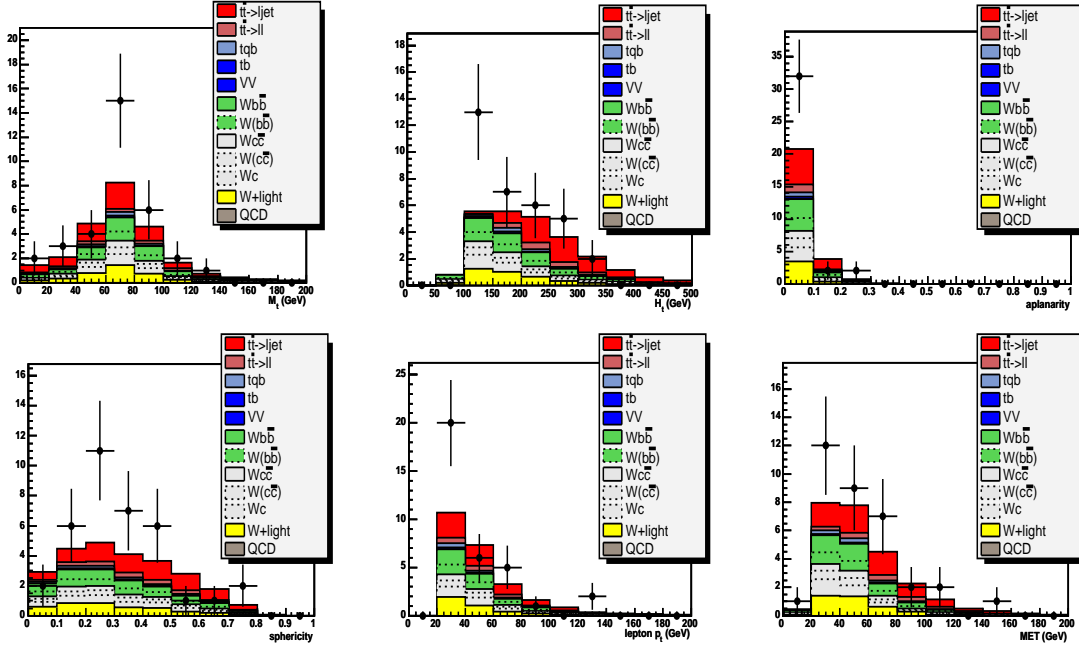 tt̄->ljet
tt̄->ll
tqb
tb
VV
Wbb̄
W(bb̄)
Wcc̄
W(cc̄)
Wc
W+light
QCD
20
18
16
14
12
10
8
6
4
2
0
0 20 40 60 80 100 120 140 160 180 200
M_t (GeV)
tt̄->ljet
tt̄->ll
tqb
tb
VV
Wbb̄
W(bb̄)
Wcc̄
W(cc̄)
Wc
W+light
QCD
18
16
14
12
10
8
6
4
2
0
0 50 100 150 200 250 300 350 400 450 500
H_t (GeV)
tt̄->ljet
tt̄->ll
tqb
tb
VV
Wbb̄
W(bb̄)
Wcc̄
W(cc̄)
Wc
W+light
QCD
35
30
25
20
15
10
5
0
0 0.1 0.2 0.3 0.4 0.5 0.6 0.7 0.8 0.9 1
aplanarity
tt̄->ljet
tt̄->ll
tqb
tb
VV
Wbb̄
W(bb̄)
Wcc̄
W(cc̄)
Wc
W+light
QCD
16
14
12
10
8
6
4
2
0
0 0.1 0.2 0.3 0.4 0.5 0.6 0.7 0.8 0.9 1
sphericity
tt̄->ljet
tt̄->ll
tqb
tb
VV
Wbb̄
W(bb̄)
Wcc̄
W(cc̄)
Wc
W+light
QCD
25
20
15
10
5
0
0 20 40 60 80 100 120 140 160 180 200
lepton p_t (GeV)
tt̄->ljet
tt̄->ll
tqb
tb
VV
Wbb̄
W(bb̄)
Wcc̄
W(cc̄)
Wc
W+light
QCD
16
14
12
10
8
6
4
2
0
0 20 40 60 80 100 120 140 160 180 200
MET (GeV)